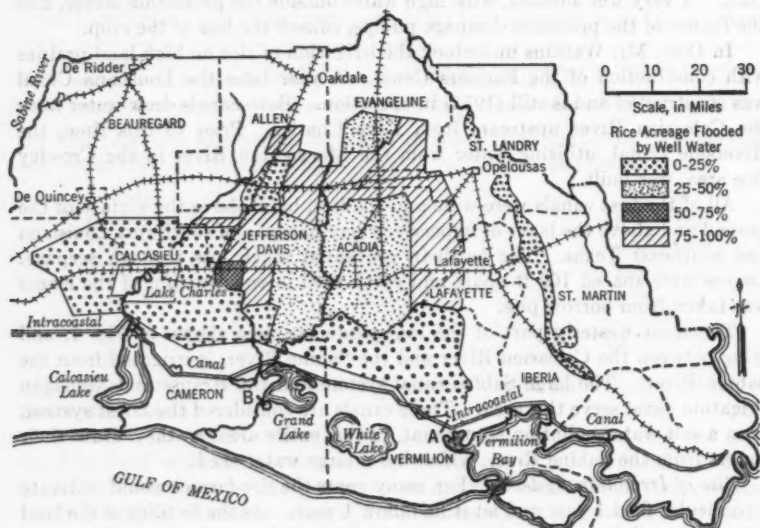 Sabine River
De Ridder
BEAUREGARD
Oakdale
ALLEN
EVANGELINE
ST. LANDRY
Opelousas
0 10 20 30
Scale, in Miles
Rice Acreage Flooded
by Well Water
0-25%
25-50%
50-75%
75-100%
De Quincey
CALCASIEU
Lake Charles
JEFFERSON
DAVIS
ACADIA
Lafayette
LAFAYETTE
ST. MARTIN
Intracoastal
Canal
Calcasieu
Lake
CAMERON
B
Grand
Lake
White
Lake
VERMILION
A
Vermilion
Bay
IBERIA
Intracoastal
Canal
GULF OF MEXICO